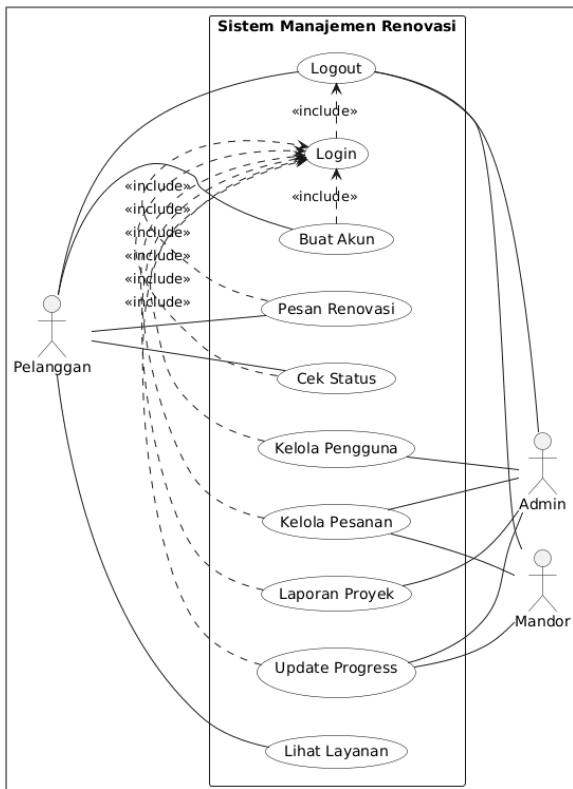 Sistem Manajemen Renovasi
Logout
«include»
Login
«include»
«include»
«include»
«include»
«include»
«include»
«include»
Buat Akun
Pesan Renovasi
Pelanggan
Cek Status
Kelola Pengguna
Kelola Pesanan
Admin
Laporan Proyek
Mandor
Update Progress
Lihat Layanan